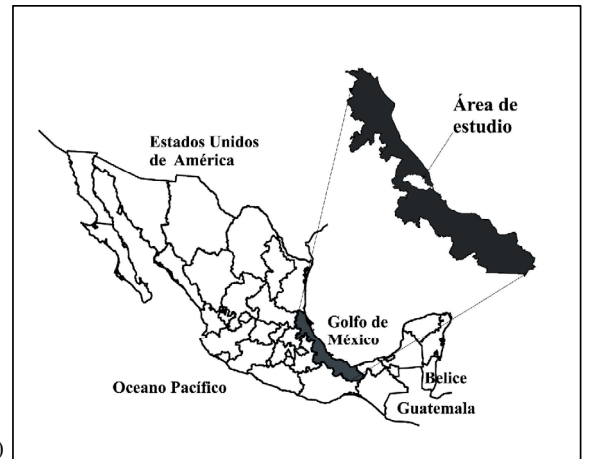 Área de
estudio
Estados Unidos
de América
Golfo de
México
Oceano Pacífico
Belice
Guatemala
)